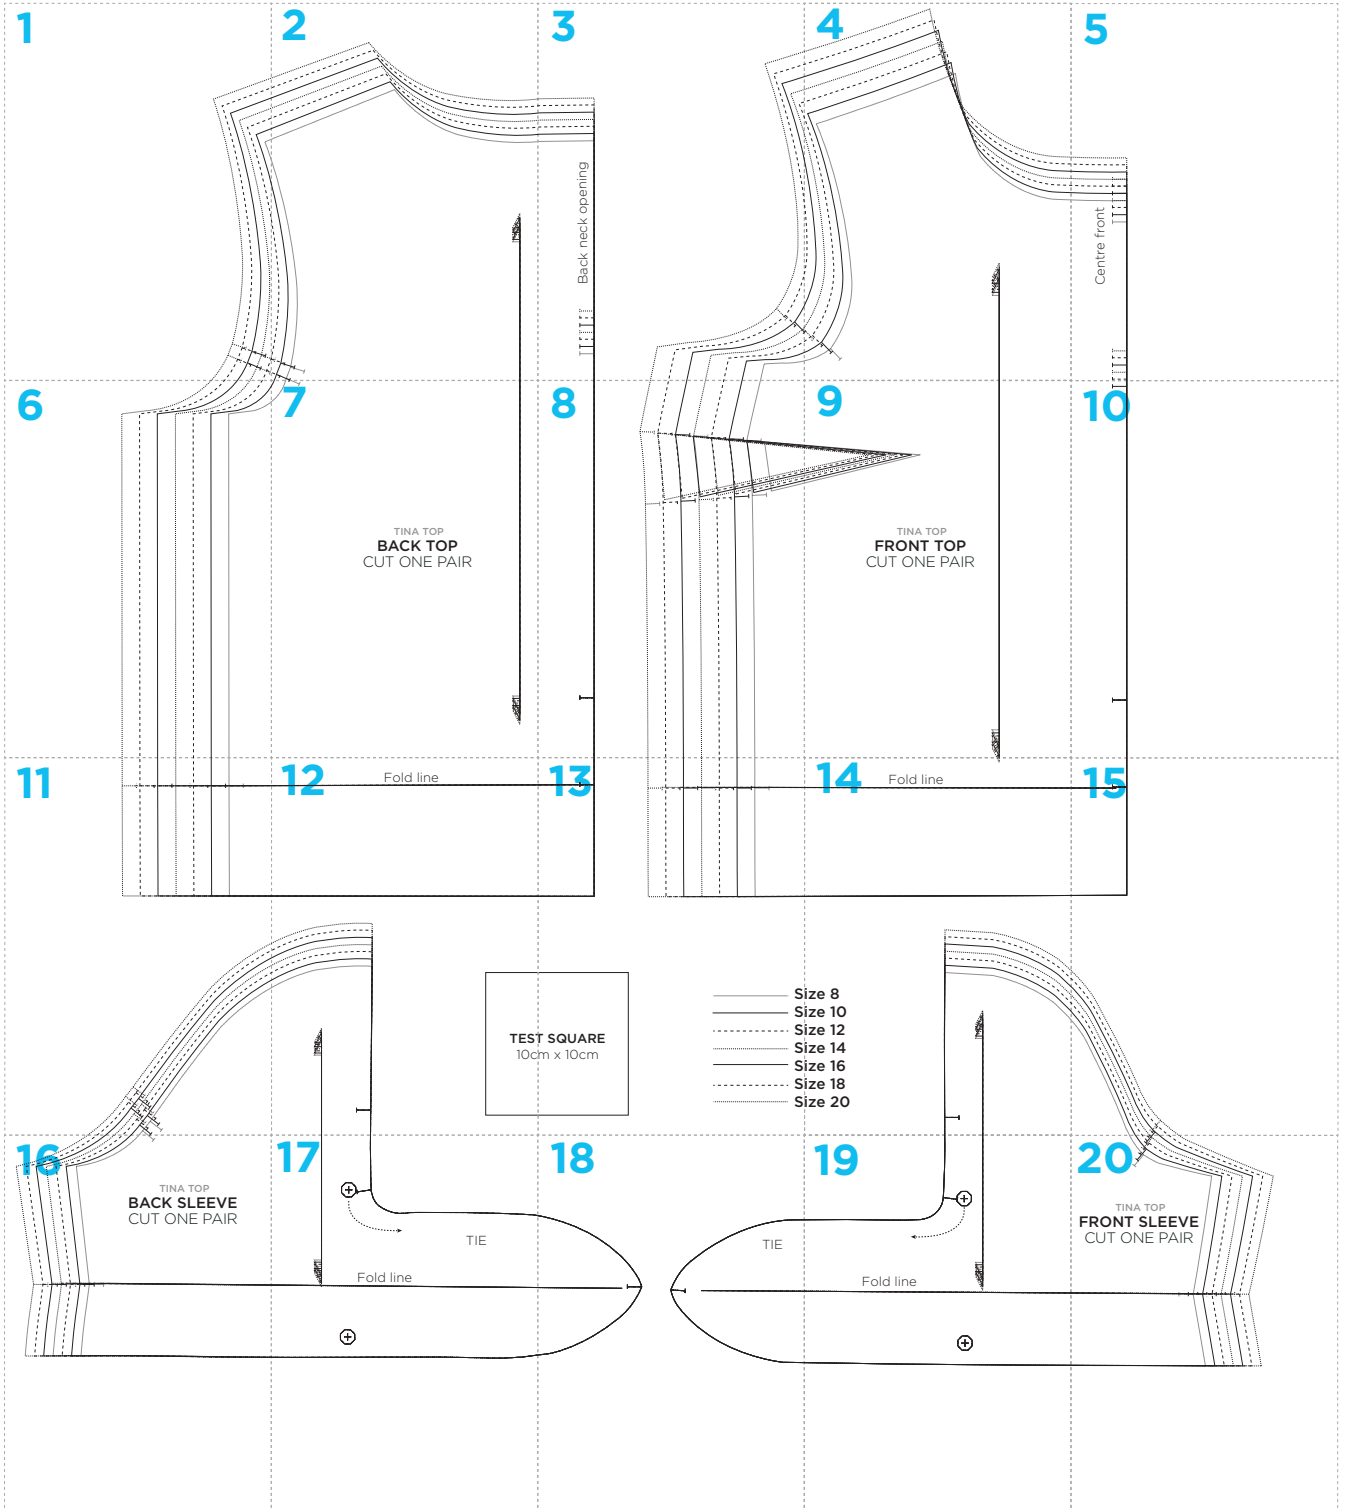 1
2
3
4
5
Back neck opening
Centre front
6
7
8
9
10
TINA TOP
BACK TOP
CUT ONE PAIR
TINA TOP
FRONT TOP
CUT ONE PAIR
11
12
Fold line
13
14
Fold line
15
TEST SQUARE
10cm x 10cm
Size 8
Size 10
Size 12
Size 14
Size 16
Size 18
Size 20
16
17
18
19
20
TINA TOP
BACK SLEEVE
CUT ONE PAIR
TIE
Fold line
TIE
Fold line
TINA TOP
FRONT SLEEVE
CUT ONE PAIR